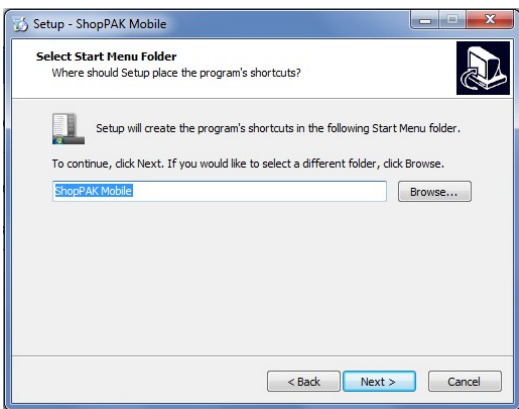 Setup - ShopPAK Mobile
Select Start Menu Folder
Where should Setup place the program's shortcuts?
Setup will create the program's shortcuts in the following Start Menu folder.
To continue, click Next. If you would like to select a different folder, click Browse.
ShopPAK Mobile
Browse...
< Back
Next >
Cancel